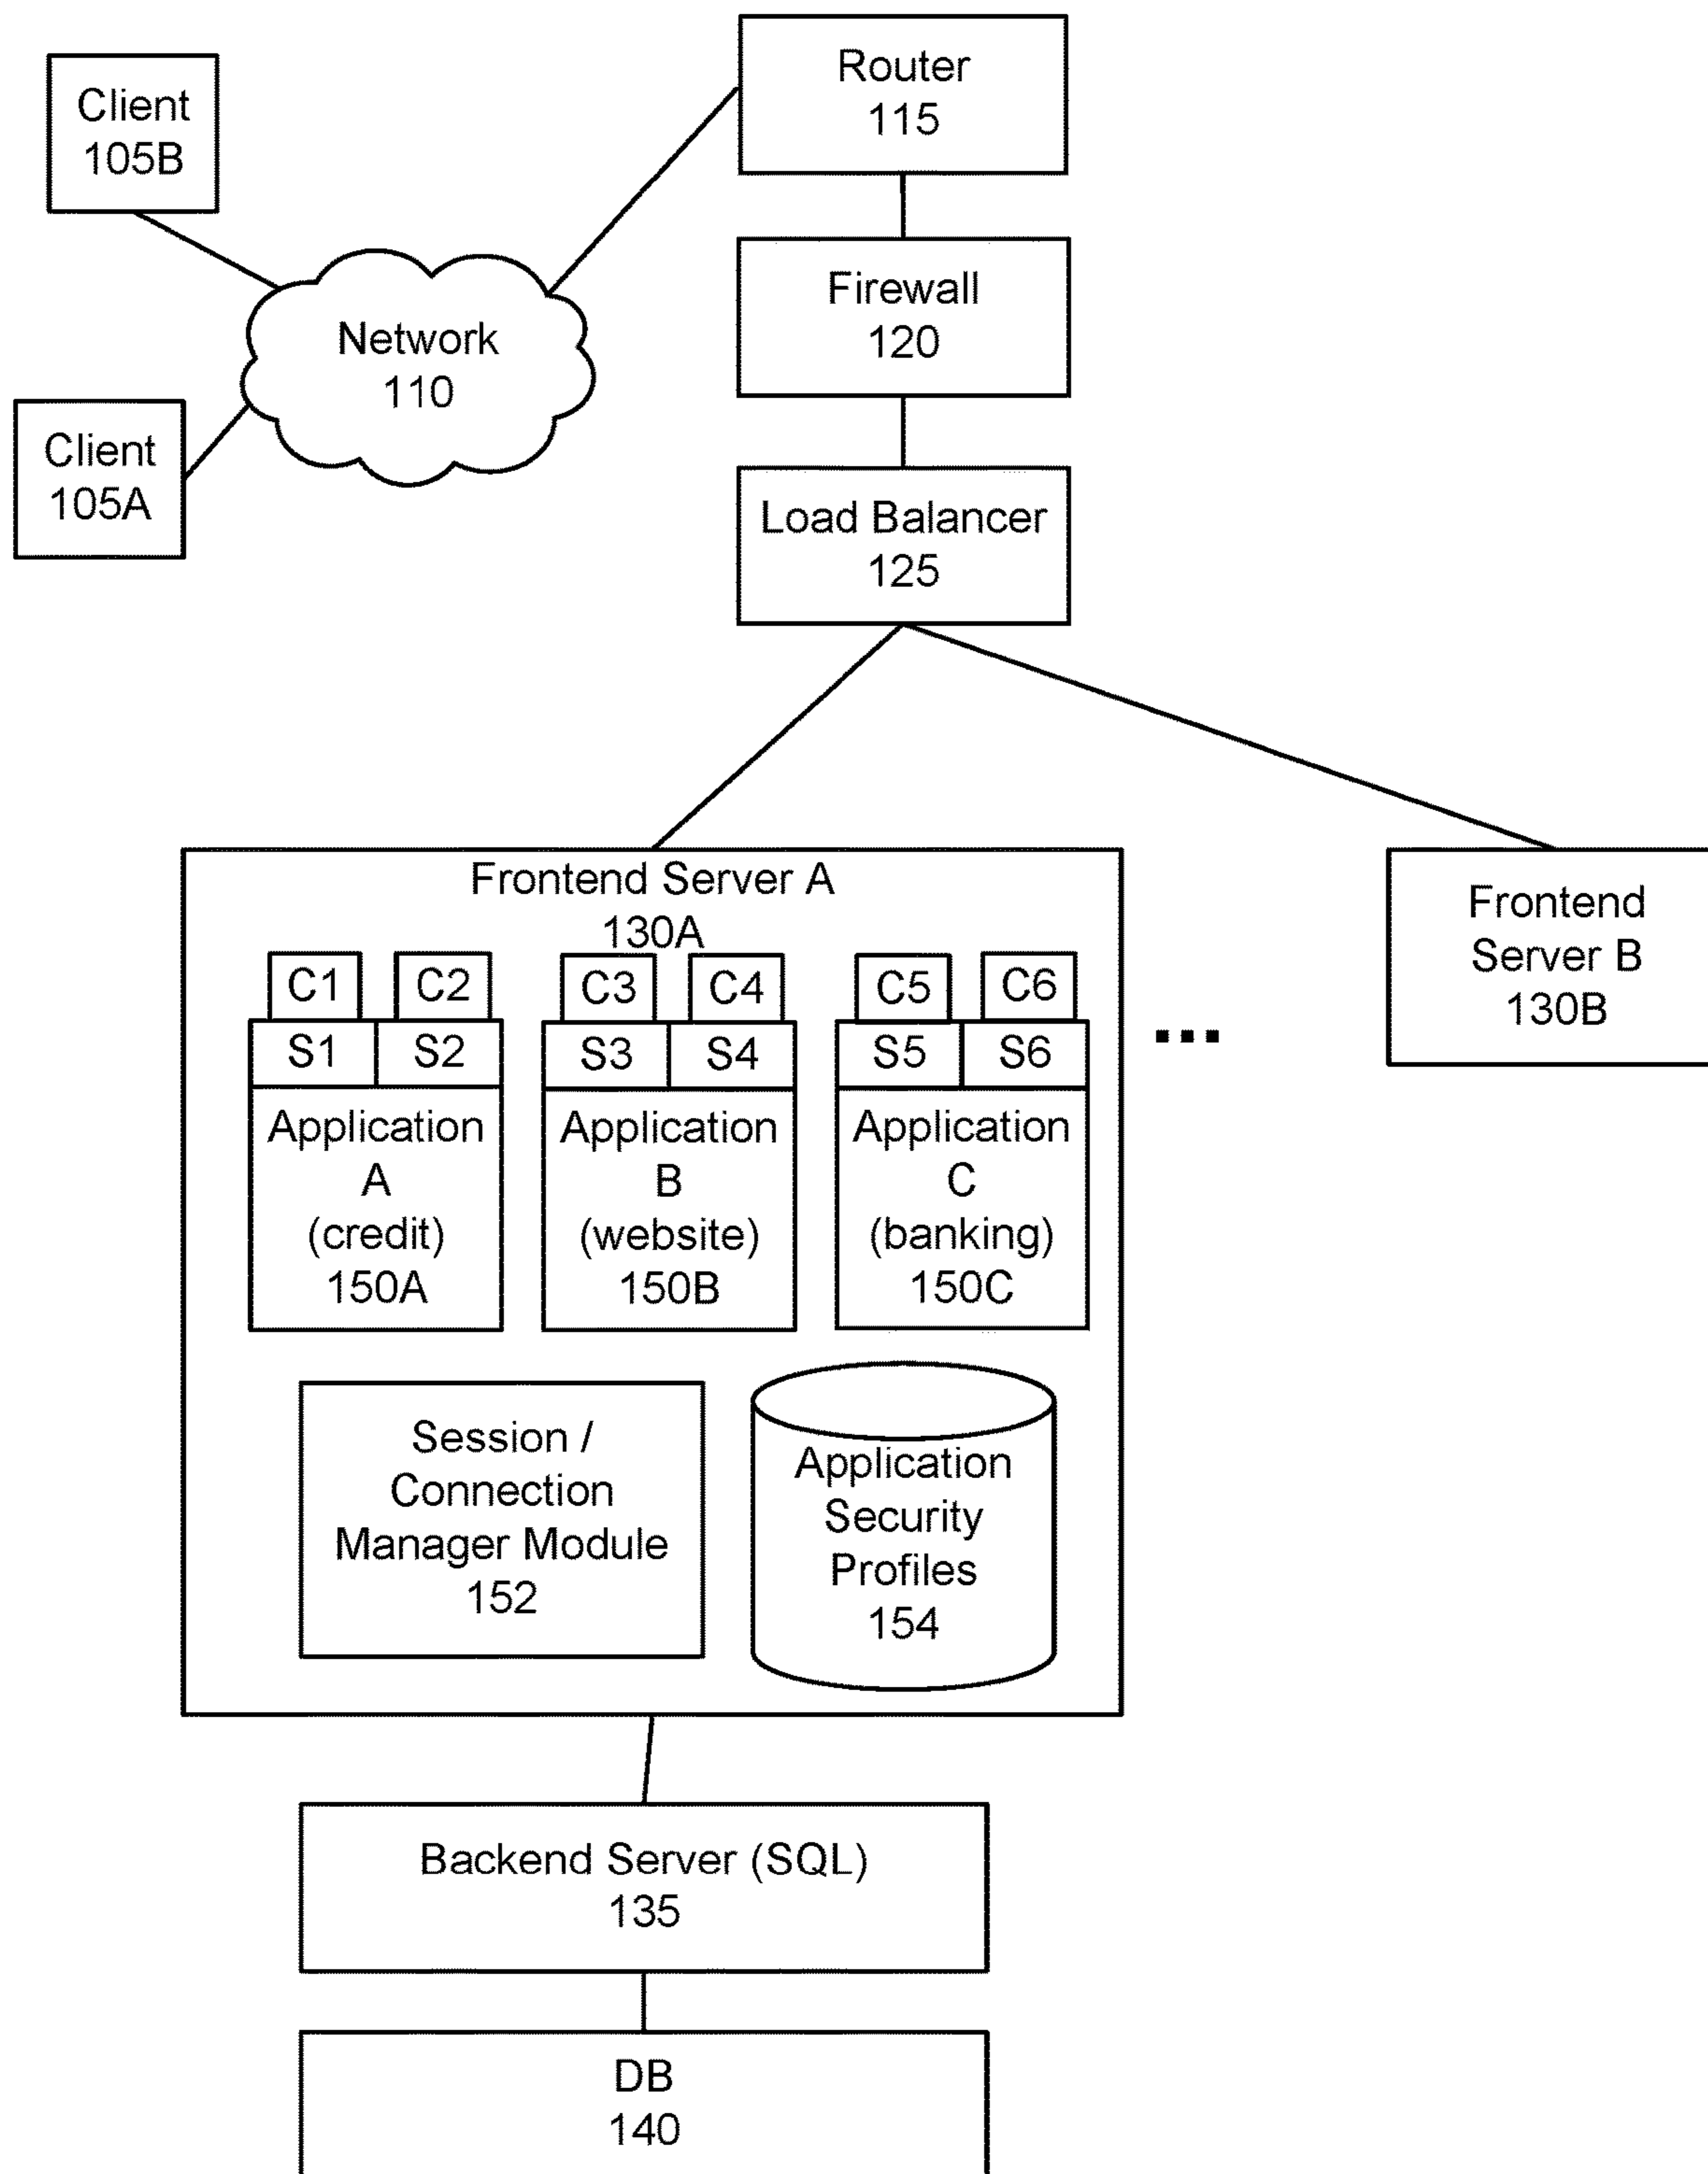 Router
115
Client
105B
Firewall
120
Network
110
Client
105A
Load Balancer
125
Frontend Server A
130A
C1
C2
C3
C4
C5
C6
S1
S2
S3
S4
S5
S6
Application
A
(credit)
150A
Application
B
(website)
150B
Application
C
(banking)
150C
...
Frontend
Server B
130B
Session /
Connection
Manager Module
152
Application
Security
Profiles
154
Backend Server (SQL)
135
DB
140